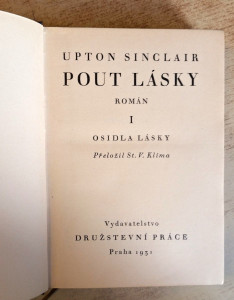 UPTON SINCLAIR
POUT LÁSKY
ROMÁN
I
OSIDLA LÁSKY
Přeložil St. V. Klíma
Vydavatelstvo
DRUŽSTEVNÍ PRÁCE
Praha 1931